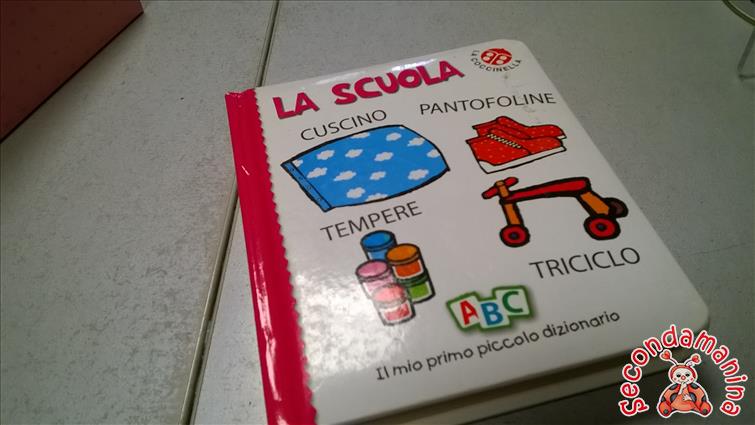 LA SCUOLA
LA COCCINELLA
CUSCINO
PANTOFOLINE
TEMPERE
TRICICLO
ABC
Il mio primo piccolo dizionario
secondamanina